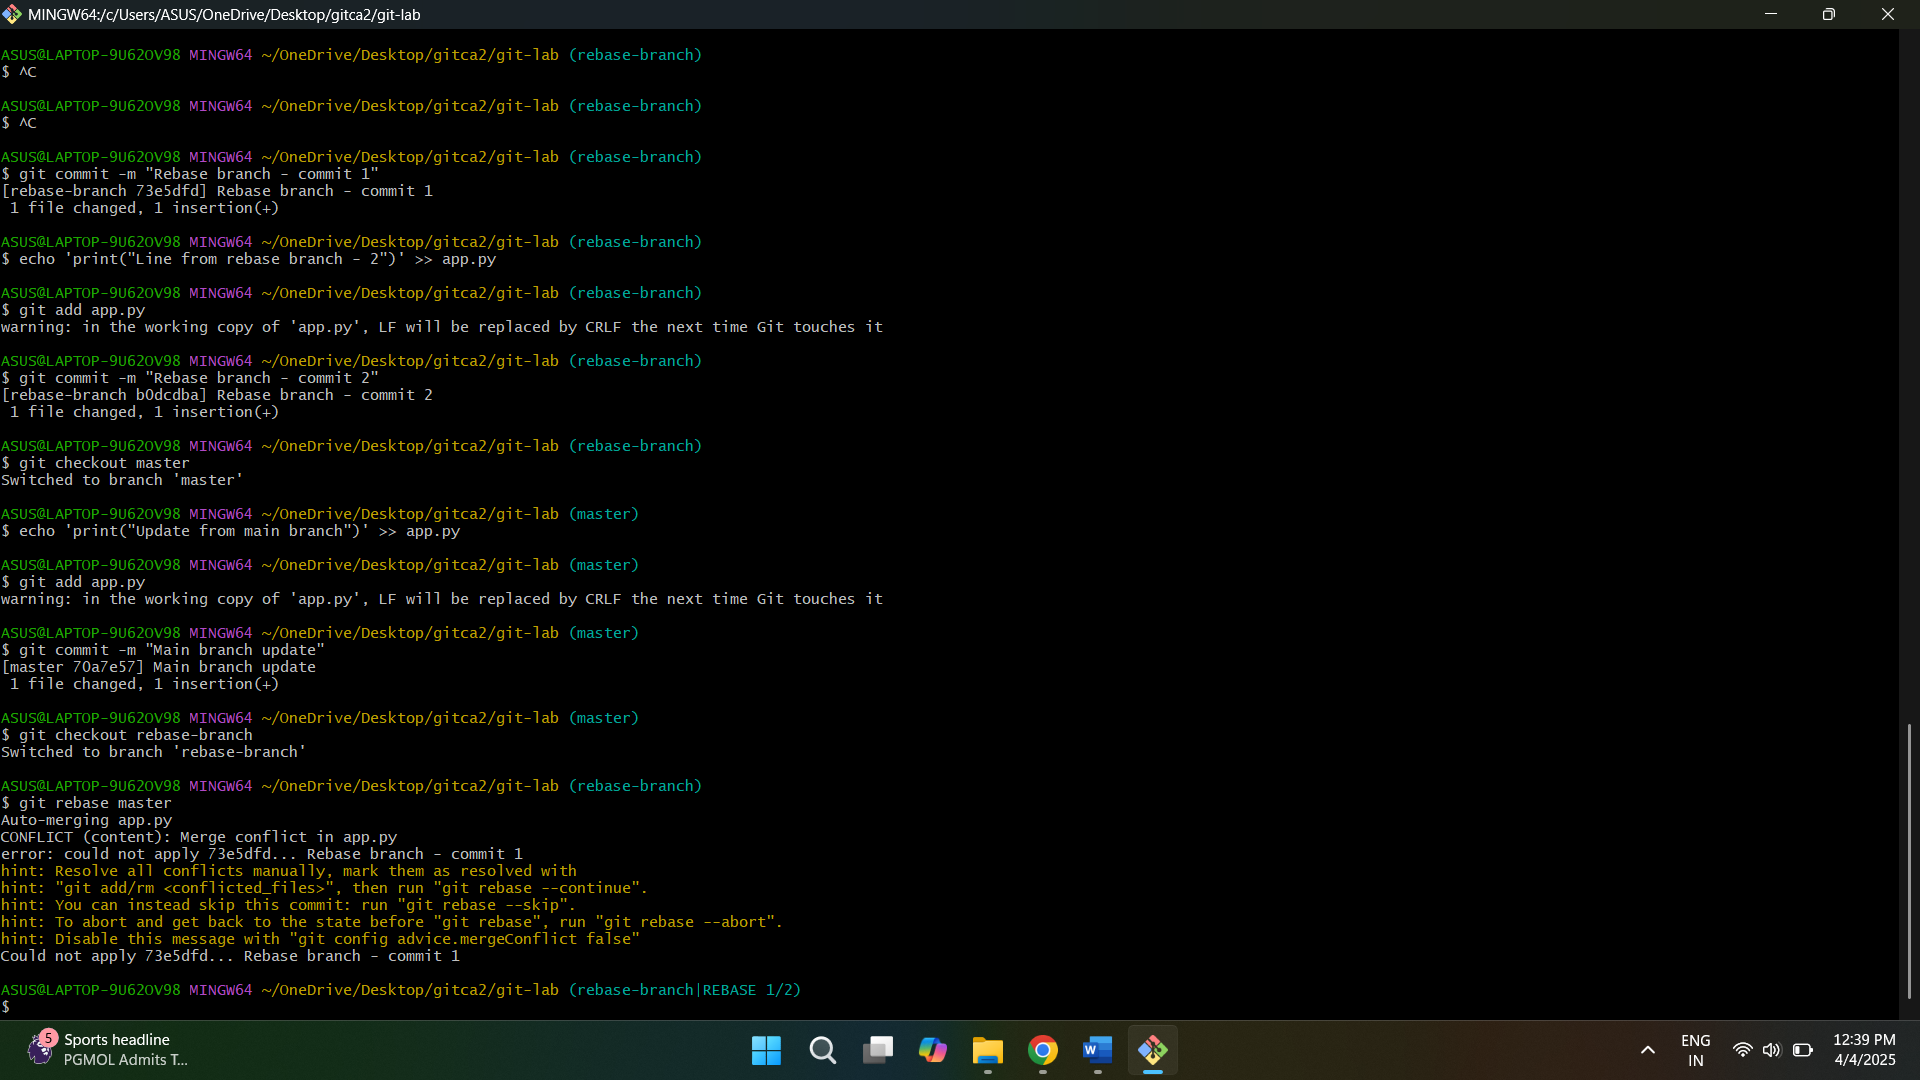 MINGW64:/c/Users/ASUS/OneDrive/Desktop/gitca2/git-lab
ASUS@LAPTOP-9U62OV98 MINGW64 ~/OneDrive/Desktop/gitca2/git-lab (rebase-branch)
$ ^C
ASUS@LAPTOP-9U62OV98 MINGW64 ~/OneDrive/Desktop/gitca2/git-lab (rebase-branch)
$ ^C
ASUS@LAPTOP-9U62OV98 MINGW64 ~/OneDrive/Desktop/gitca2/git-lab (rebase-branch)
$ git commit -m "Rebase branch - commit 1"
[rebase-branch 73e5dfd] Rebase branch - commit 1
1 file changed, 1 insertion(+)
ASUS@LAPTOP-9U62OV98 MINGW64 ~/OneDrive/Desktop/gitca2/git-lab (rebase-branch)
$ echo 'print("Line from rebase branch - 2")' >> app.py
ASUS@LAPTOP-9U62OV98 MINGW64 ~/OneDrive/Desktop/gitca2/git-lab (rebase-branch)
$ git add app.py
warning: in the working copy of 'app.py', LF will be replaced by CRLF the next time Git touches it
ASUS@LAPTOP-9U62OV98 MINGW64 ~/OneDrive/Desktop/gitca2/git-lab (rebase-branch)
$ git commit -m "Rebase branch - commit 2"
[rebase-branch b0dcdba] Rebase branch - commit 2
1 file changed, 1 insertion(+)
ASUS@LAPTOP-9U62OV98 MINGW64 ~/OneDrive/Desktop/gitca2/git-lab (rebase-branch)
$ git checkout master
Switched to branch 'master'
ASUS@LAPTOP-9U62OV98 MINGW64 ~/OneDrive/Desktop/gitca2/git-lab (master)
$ echo 'print("Update from main branch")' >> app.py
ASUS@LAPTOP-9U62OV98 MINGW64 ~/OneDrive/Desktop/gitca2/git-lab (master)
$ git add app.py
warning: in the working copy of 'app.py', LF will be replaced by CRLF the next time Git touches it
ASUS@LAPTOP-9U62OV98 MINGW64 ~/OneDrive/Desktop/gitca2/git-lab (master)
$ git commit -m "Main branch update"
[master 70a7e57] Main branch update
1 file changed, 1 insertion(+)
ASUS@LAPTOP-9U62OV98 MINGW64 ~/OneDrive/Desktop/gitca2/git-lab (master)
$ git checkout rebase-branch
Switched to branch 'rebase-branch'
ASUS@LAPTOP-9U62OV98 MINGW64 ~/OneDrive/Desktop/gitca2/git-lab (rebase-branch)
$ git rebase master
Auto-merging app.py
CONFLICT (content): Merge conflict in app.py
error: could not apply 73e5dfd... Rebase branch - commit 1
hint: Resolve all conflicts manually, mark them as resolved with
hint: "git add/rm <conflicted_files>", then run "git rebase --continue".
hint: You can instead skip this commit: run "git rebase --skip".
hint: To abort and get back to the state before "git rebase", run "git rebase --abort".
hint: Disable this message with "git config advice.mergeConflict false"
Could not apply 73e5dfd... Rebase branch - commit 1
ASUS@LAPTOP-9U62OV98 MINGW64 ~/OneDrive/Desktop/gitca2/git-lab (rebase-branch|REBASE 1/2)
$
5
Sports headline
PGMOL Admits T...
W
ENG
IN
12:39 PM
4/4/2025